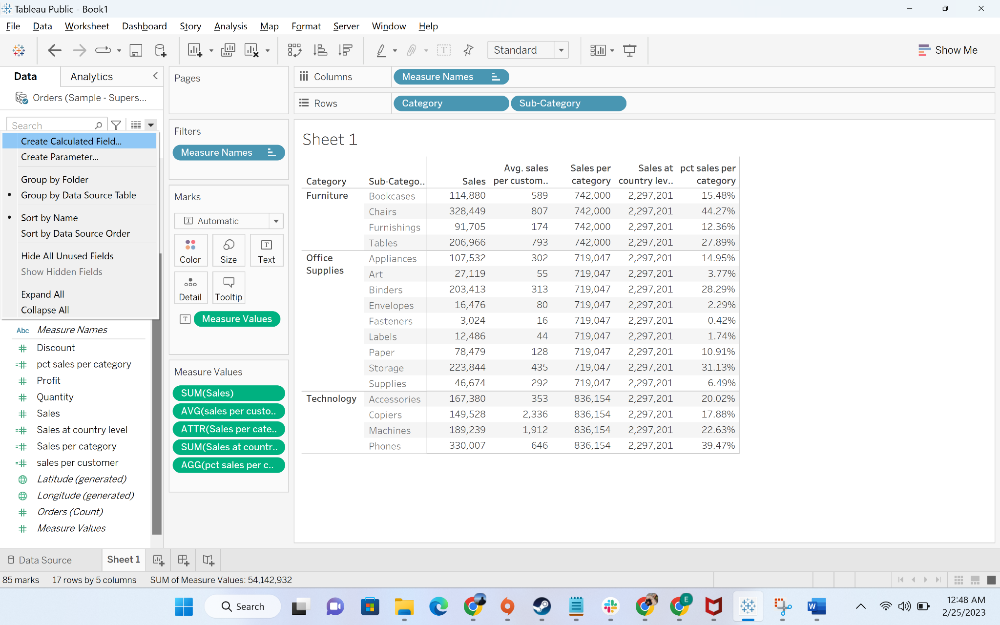 Tableau Public - Book1
File Data Worksheet Dashboard Story Analysis Map Format Server Window Help
Standard
Show Me
Data
Analytics
Orders (Sample - Supers...
Search
Create Calculated Field...
Create Parameter...
Group by Folder
Group by Data Source Table
Sort by Name
Sort by Data Source Order
Hide All Unused Fields
Show Hidden Fields
Expand All
Collapse All
Abc Measure Names
Discount
pct sales per category
Profit
Quantity
Sales
Sales at country level
Sales per category
sales per customer
Latitude (generated)
Longitude (generated)
Orders (Count)
Measure Values
Pages
Filters
Measure Names
Marks
Automatic
Color Size Text
Detail Tooltip
Measure Values
Measure Values
SUM(Sales)
AVG(sales per custo..
ATTR(Sales per cate..
SUM(Sales at countr..
AGG(pct sales per c..
Columns Measure Names
Rows Category Sub-Category
Sheet 1
Category Sub-Catego.. Sales Avg. sales per custom.. Sales per category Sales at country lev.. pct sales per category
Furniture Bookcases 114,880 589 742,000 2,297,201 15.48%
Chairs 328,449 807 742,000 2,297,201 44.27%
Furnishings 91,705 174 742,000 2,297,201 12.36%
Tables 206,966 793 742,000 2,297,201 27.89%
Office Supplies Appliances 107,532 302 719,047 2,297,201 14.95%
Art 27,119 55 719,047 2,297,201 3.77%
Binders 203,413 313 719,047 2,297,201 28.29%
Envelopes 16,476 80 719,047 2,297,201 2.29%
Fasteners 3,024 16 719,047 2,297,201 0.42%
Labels 12,486 44 719,047 2,297,201 1.74%
Paper 78,479 128 719,047 2,297,201 10.91%
Storage 223,844 435 719,047 2,297,201 31.13%
Supplies 46,674 292 719,047 2,297,201 6.49%
Technology Accessories 167,380 353 836,154 2,297,201 20.02%
Copiers 149,528 2,336 836,154 2,297,201 17.88%
Machines 189,239 1,912 836,154 2,297,201 22.63%
Phones 330,007 646 836,154 2,297,201 39.47%
Data Source Sheet 1
85 marks 17 rows by 5 columns SUM of Measure Values: 54,142,932
Search
E
W
12:48 AM
2/25/2023